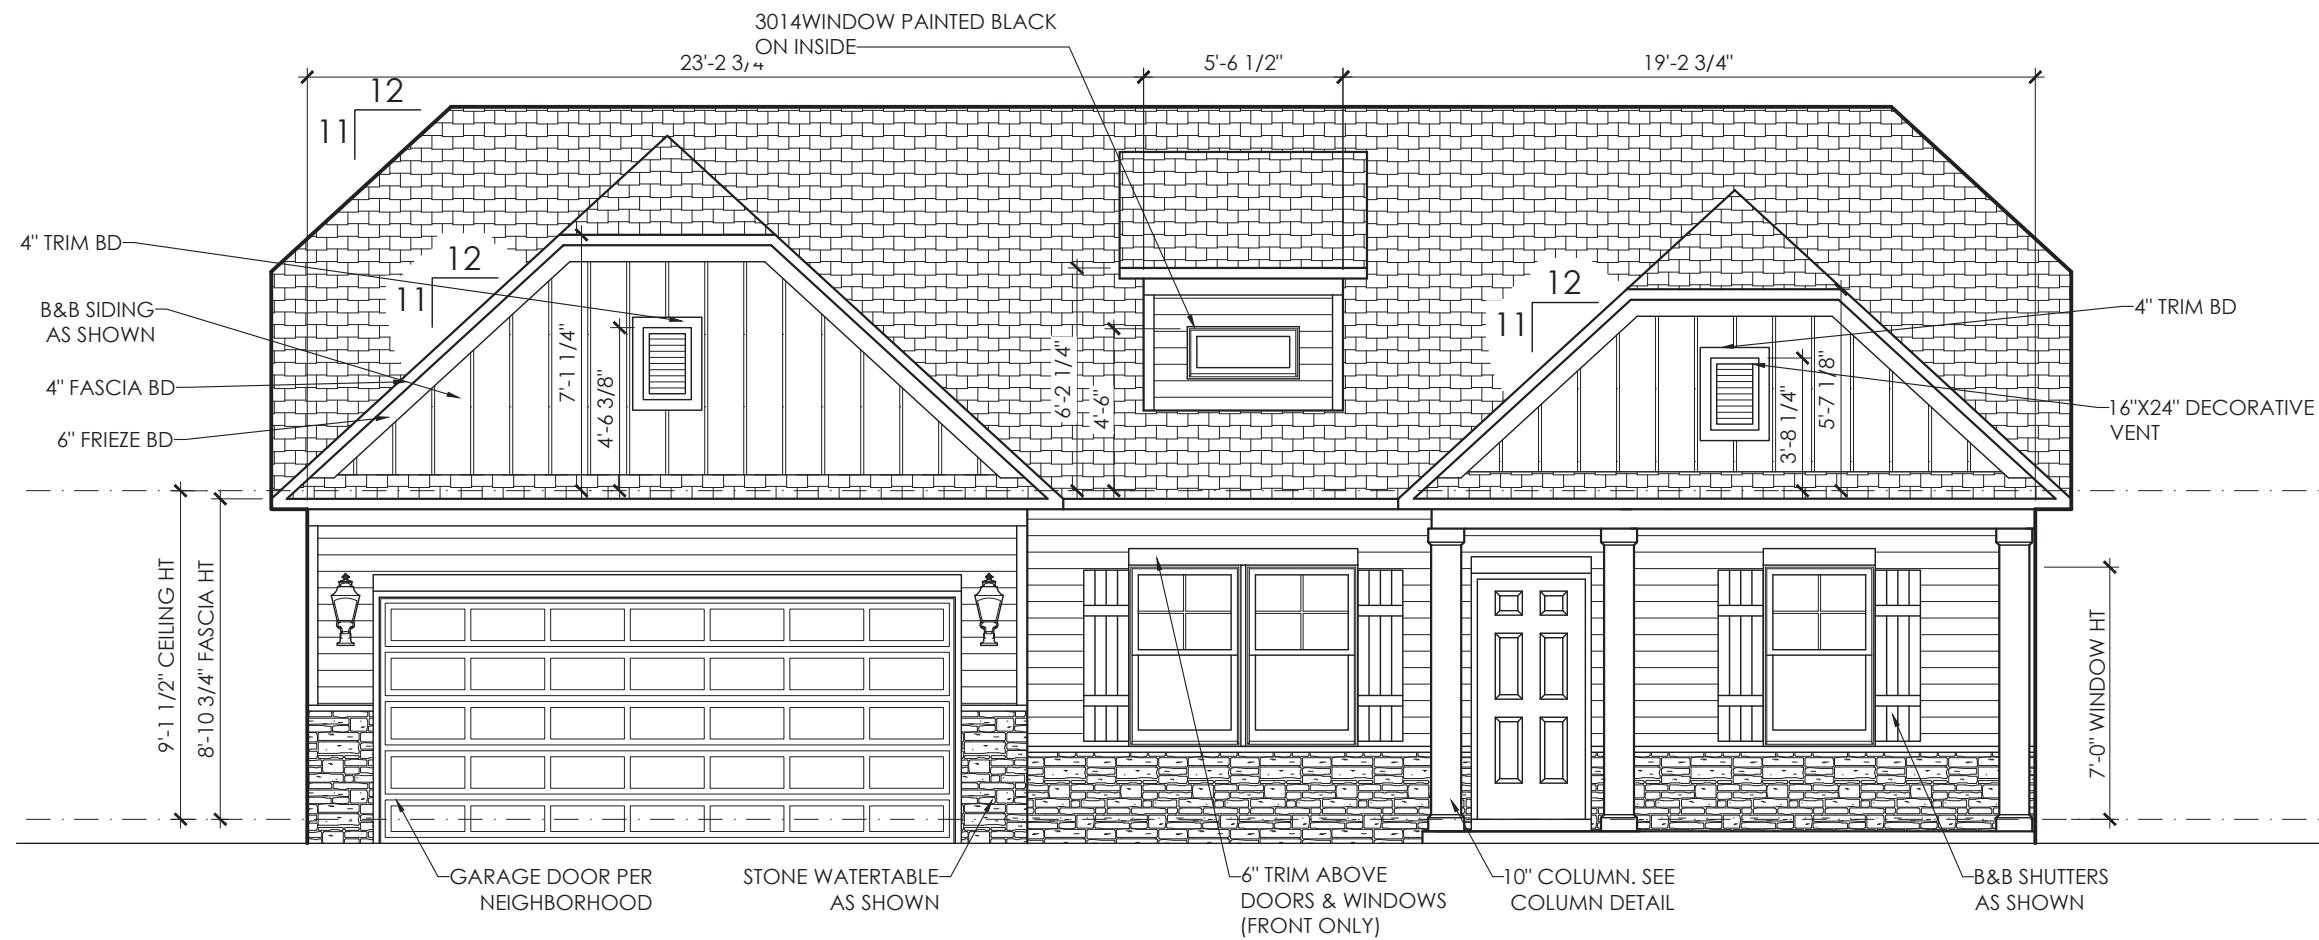 3014WINDOW PAINTED BLACK
ON INSIDE
23'-2 3/4"
5'-6 1/2"
19'-2 3/4"
12
11
4" TRIM BD
12
11
12
11
B&B SIDING
AS SHOWN
4" TRIM BD
4" FASCIA BD
6" FRIEZE BD
7'-1 1/4"
4'-6 3/8"
6'-2 1/4"
4'-6"
3'-8 1/4"
5'-7 1/8"
16"X24" DECORATIVE
VENT
9'-1 1/2" CEILING HT
8'-10 3/4" FASCIA HT
7'-0" WINDOW HT
GARAGE DOOR PER
NEIGHBORHOOD
STONE WATERTABLE
AS SHOWN
6" TRIM ABOVE
DOORS & WINDOWS
(FRONT ONLY)
10" COLUMN. SEE
COLUMN DETAIL
B&B SHUTTERS
AS SHOWN